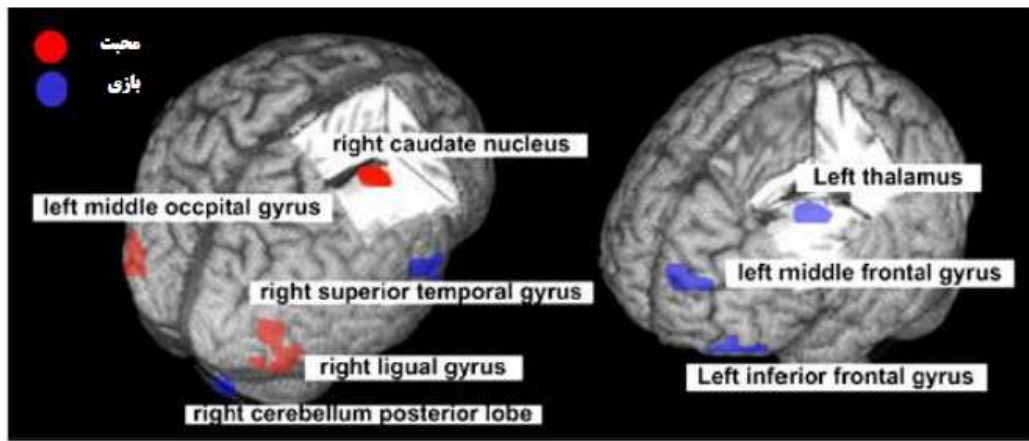 محبت
بازی
right caudate nucleus
left middle occpital gyrus
right superior temporal gyrus
right ligual gyrus
right cerebellum posterior lobe
Left thalamus
left middle frontal gyrus
Left inferior frontal gyrus